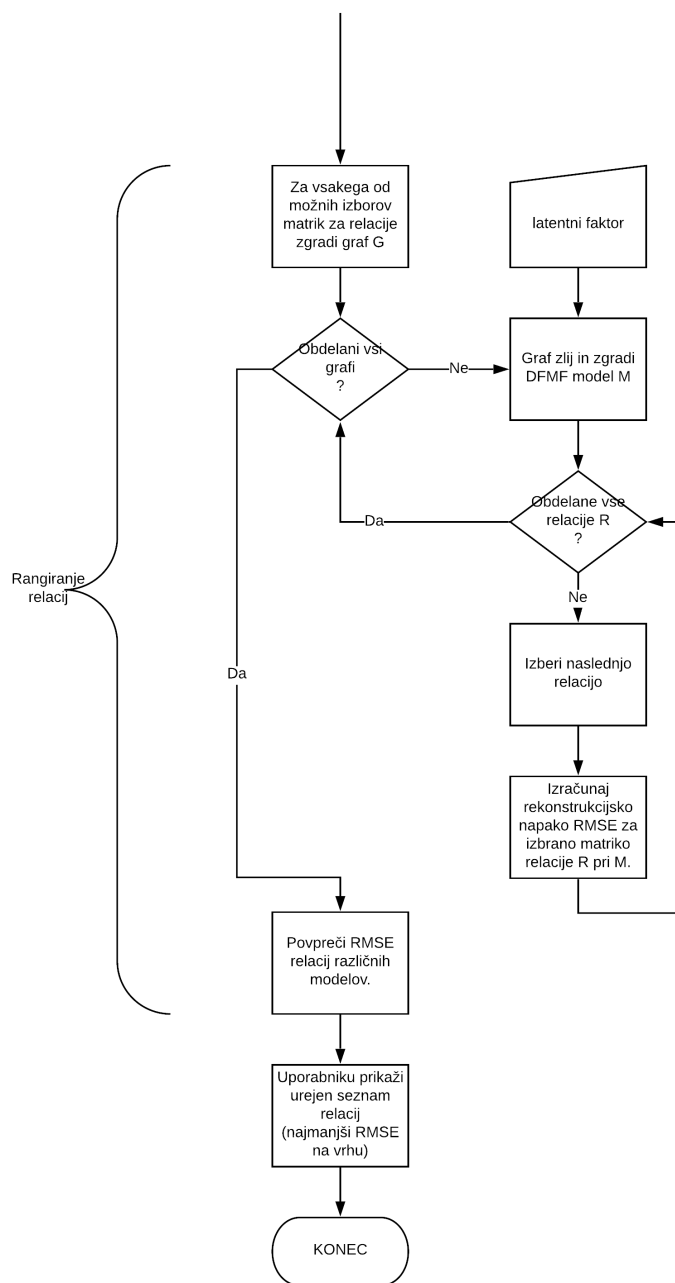 Za vsakega od
možnih izborov
matrik za relacije
zgradi graf G
latentni faktor
Obdelani vsi
grafi
?
Ne
Graf zlij in zgradi
DFMF model M
Obdelane vse
relacije R
?
Da
Ne
Rangiranje
relacij
Izberi naslednjo
relacijo
Da
Izračunaj
rekonstrukcijsko
napako RMSE za
izbrano matriko
relacije R pri M.
Povpreči RMSE
relacij različnih
modelov.
Uporabniku prikaži
urejen seznam
relacij
(najmanjši RMSE
na vrhu)
KONEC